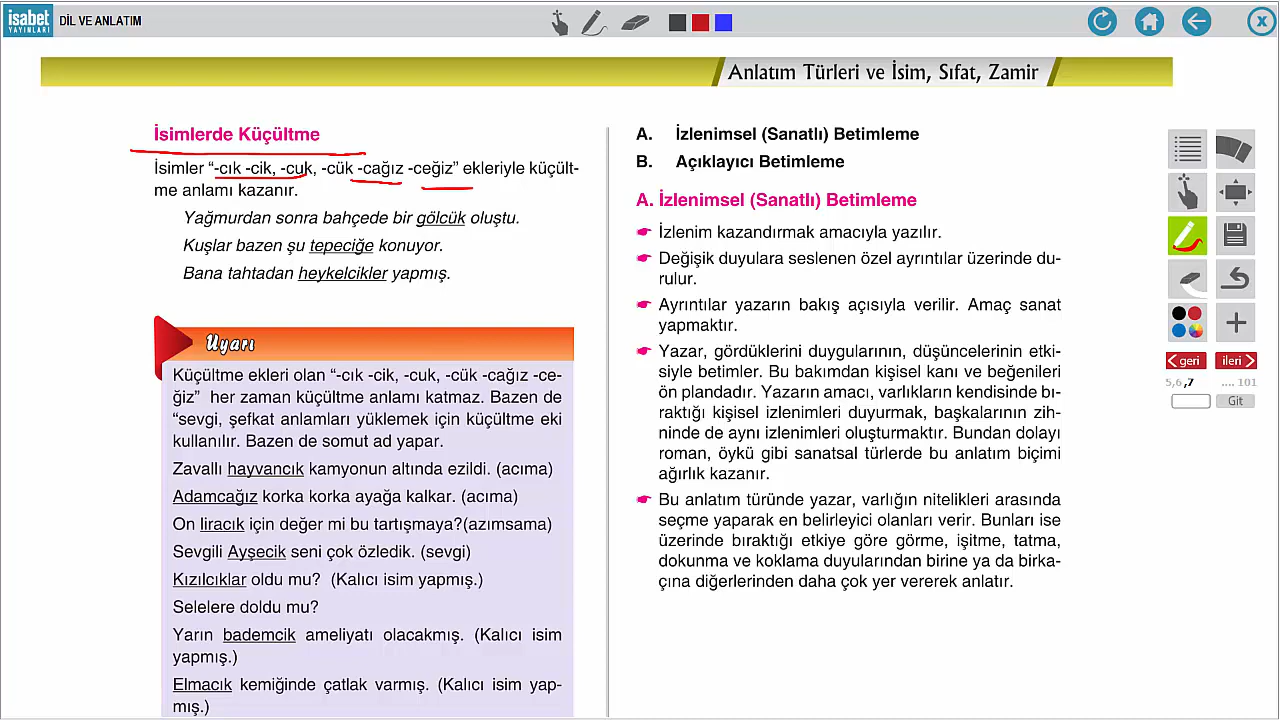 isabet
YAYINLARI
DİL VE ANLATIM
Anlatım Türleri ve İsim, Sıfat, Zamir
İsimlerde Küçültme
İsimler “-cık -cik, -cuk, -cük -cağız -ceğiz” ekleriyle küçült-
me anlamı kazanır.
Yağmurdan sonra bahçede bir gölcük oluştu.
Kuşlar bazen şu tepeciğe konuyor.
Bana tahtadan heykelcikler yapmış.
Uyarı
Küçültme ekleri olan “-cık -cik, -cuk, -cük -cağız -ce-
ğiz” her zaman küçültme anlamı katmaz. Bazen de
“sevgi, şefkat anlamları yüklemek için küçültme eki
kullanılır. Bazen de somut ad yapar.
Zavallı hayvancık kamyonun altında ezildi. (acıma)
Adamcağız korka korka ayağa kalkar. (acıma)
On liracık için değer mi bu tartışmaya?(azımsama)
Sevgili Ayşecik seni çok özledik. (sevgi)
Kızılcıklar oldu mu? (Kalıcı isim yapmış.)
Selelere doldu mu?
Yarın bademcik ameliyatı olacakmış. (Kalıcı isim
yapmış.)
Elmacık kemiğinde çatlak varmış. (Kalıcı isim yap-
mış.)
A. İzlenimsel (Sanatlı) Betimleme
B. Açıklayıcı Betimleme
A. İzlenimsel (Sanatlı) Betimleme
İzlenim kazandırmak amacıyla yazılır.
Değişik duyulara seslenen özel ayrıntılar üzerinde du-
rulur.
Ayrıntılar yazarın bakış açısıyla verilir. Amaç sanat
yapmaktır.
Yazar, gördüklerini duygularının, düşüncelerinin etki-
siyle betimler. Bu bakımdan kişisel kanı ve beğenileri
ön plandadır. Yazarın amacı, varlıkların kendisinde bı-
raktığı kişisel izlenimleri duyurmak, başkalarının zih-
ninde de aynı izlenimleri oluşturmaktır. Bundan dolayı
roman, öykü gibi sanatsal türlerde bu anlatım biçimi
ağırlık kazanır.
Bu anlatım türünde yazar, varlığın nitelikleri arasında
seçme yaparak en belirleyici olanları verir. Bunları ise
üzerinde bıraktığı etkiye göre görme, işitme, tatma,
dokunma ve koklama duyularından birine ya da birka-
çına diğerlerinden daha çok yer vererek anlatır.
geri ileri
5,6,7 .... 101
Git